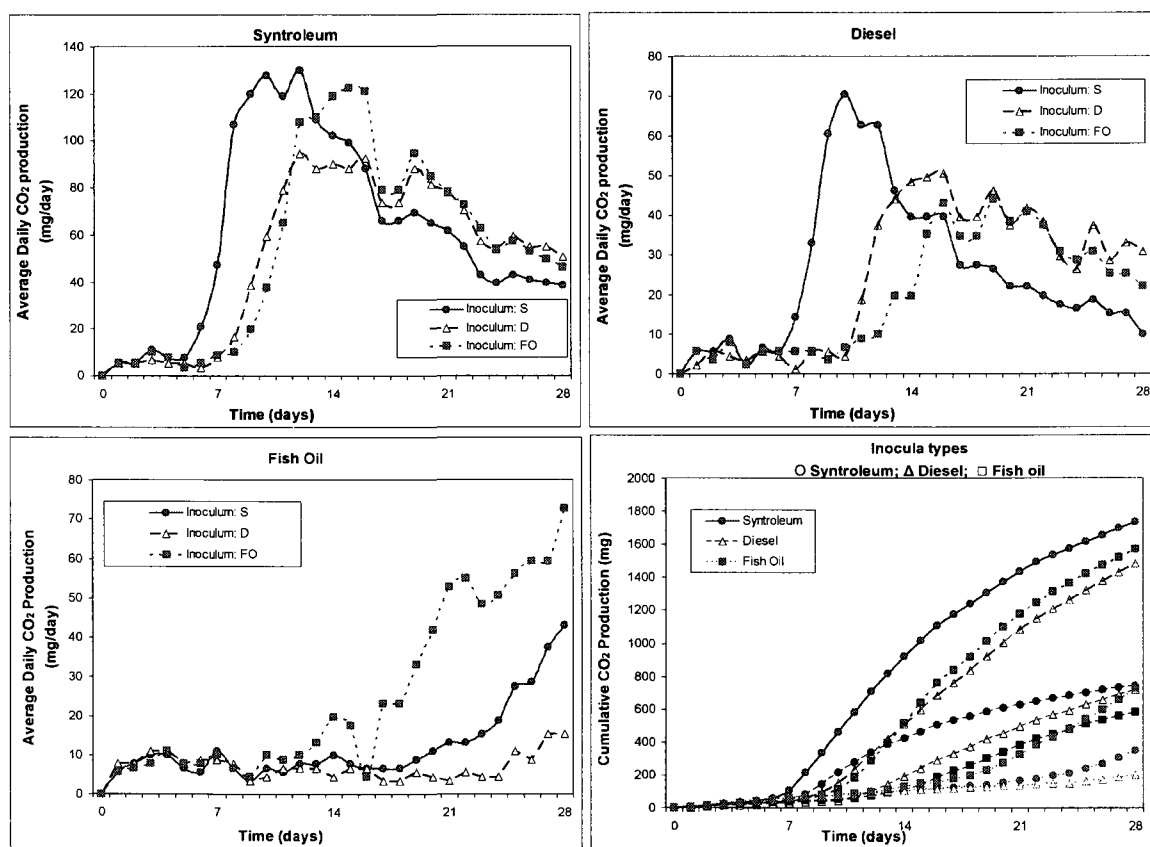 Syntroleum
Average Daily CO2 production
(mg/day)
140
120
100
80
60
40
20
0
Inoculum: S
Inoculum: D
Inoculum: FO
0 7 14 21 28
Time (days)
Diesel
Average Daily CO2 production
(mg/day)
80
70
60
50
40
30
20
10
0
Inoculum: S
Inoculum: D
Inoculum: FO
0 7 14 21 28
Time (days)
Fish Oil
Average Daily CO2 Production
(mg/day)
80
70
60
50
40
30
20
10
0
Inoculum: S
Inoculum: D
Inoculum: FO
0 7 14 21 28
Time (days)
Inocula types
O Syntroleum; Δ Diesel; □ Fish oil
Cumulative CO2 Production (mg)
2000
1800
1600
1400
1200
1000
800
600
400
200
0
Syntroleum
Diesel
Fish Oil
0 7 14 21 28
Time (days)